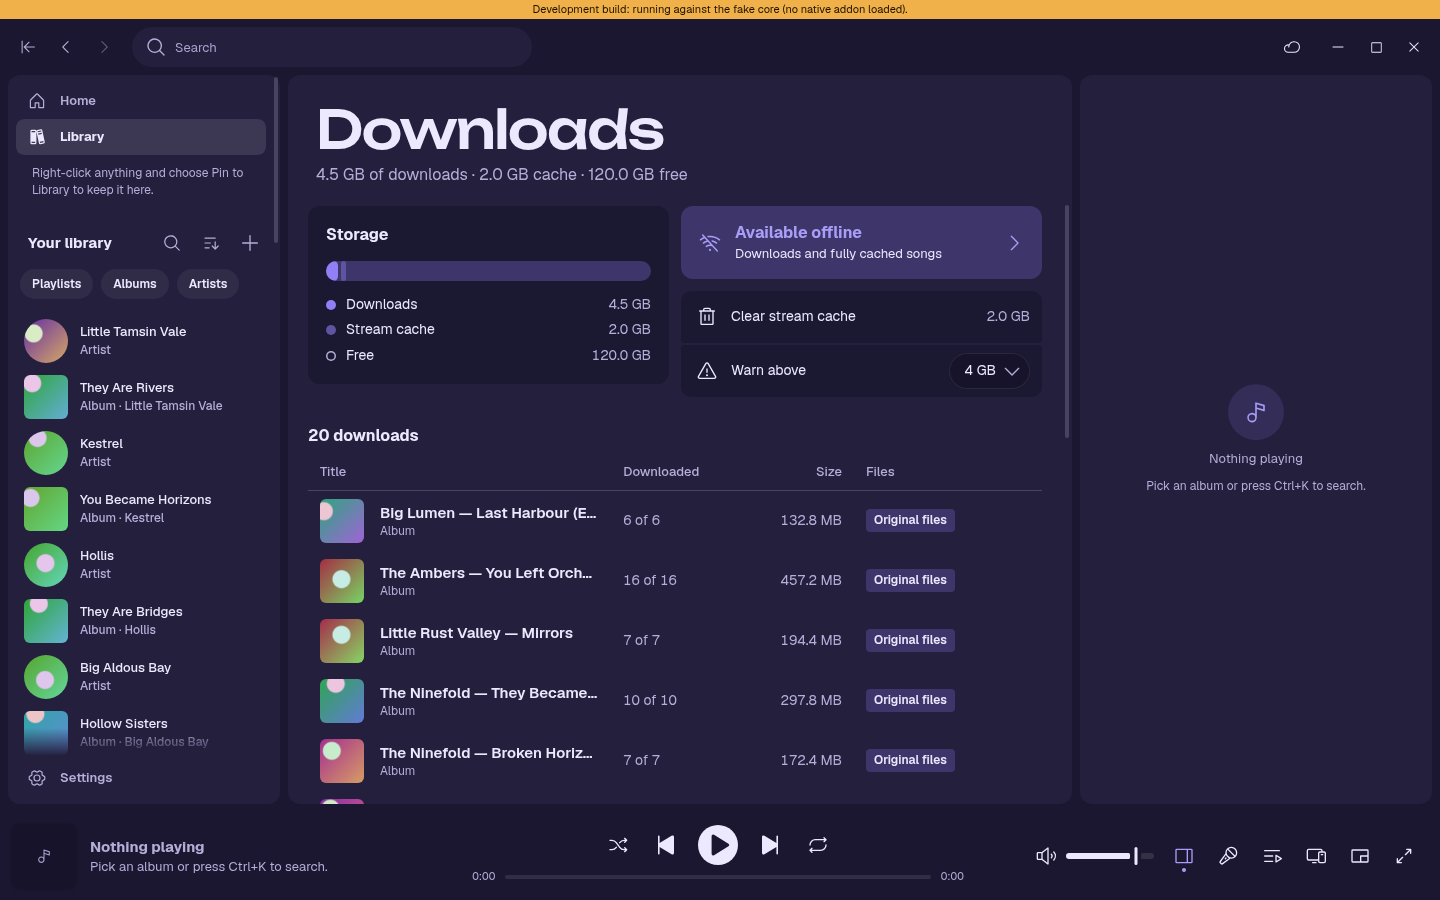 Development build: running against the fake core (no native addon loaded).
Search
Home
Library
Right-click anything and choose Pin to
Library to keep it here.
Your library
Playlists
Albums
Artists
Little Tamsin Vale
Artist
They Are Rivers
Album · Little Tamsin Vale
Kestrel
Artist
You Became Horizons
Album · Kestrel
Hollis
Artist
They Are Bridges
Album · Hollis
Big Aldous Bay
Artist
Hollow Sisters
Album · Big Aldous Bay
Settings
Downloads
4.5 GB of downloads · 2.0 GB cache · 120.0 GB free
Storage
Downloads 4.5 GB
Stream cache 2.0 GB
Free 120.0 GB
Available offline
Downloads and fully cached songs
Clear stream cache 2.0 GB
Warn above 4 GB
20 downloads
Title Downloaded Size Files
Big Lumen — Last Harbour (E...
Album
6 of 6 132.8 MB Original files
The Ambers — You Left Orch...
Album
16 of 16 457.2 MB Original files
Little Rust Valley — Mirrors
Album
7 of 7 194.4 MB Original files
The Ninefold — They Became...
Album
10 of 10 297.8 MB Original files
The Ninefold — Broken Horiz...
Album
7 of 7 172.4 MB Original files
Nothing playing
Pick an album or press Ctrl+K to search.
Nothing playing
Pick an album or press Ctrl+K to search.
0:00
0:00